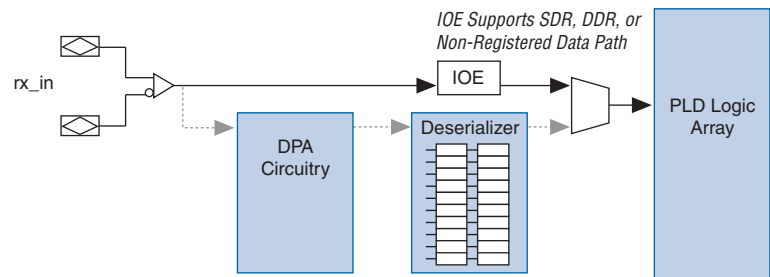 IOE Supports SDR, DDR, or
Non-Registered Data Path
rx_in
IOE
PLD Logic
Array
DPA
Circuitry
Deserializer